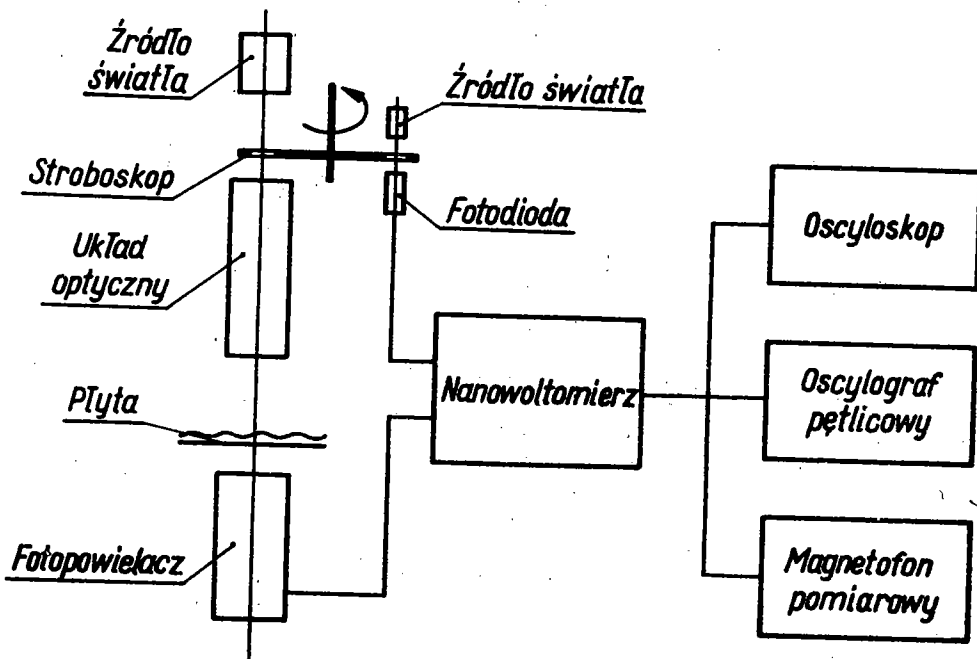 Źródło
światła
Źródło światła
Stroboskop
Fotodioda
Układ
optyczny
Płyta
Fotopowielacz
Nanowoltomierz
Oscyloskop
Oscylograf
pętlicowy
Magnetofon
pomiarowy